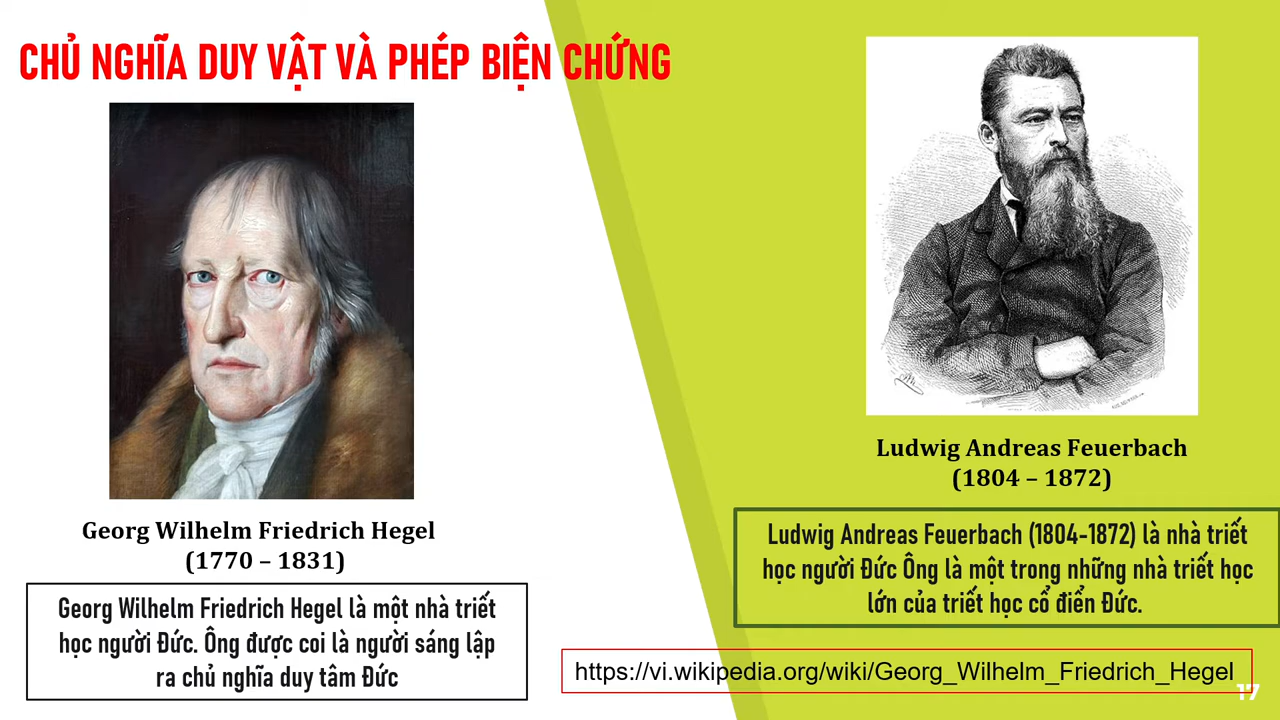 CHỦ NGHĨA DUY VẬT VÀ PHÉP BIỆN CHỨNG
Georg Wilhelm Friedrich Hegel
(1770 – 1831)
Georg Wilhelm Friedrich Hegel là một nhà triết
học người Đức. Ông được coi là người sáng lập
ra chủ nghĩa duy tâm Đức
Ludwig Andreas Feuerbach
(1804 – 1872)
Ludwig Andreas Feuerbach (1804-1872) là nhà triết
học người Đức Ông là một trong những nhà triết học
lớn của triết học cổ điển Đức.
https://vi.wikipedia.org/wiki/Georg_Wilhelm_Friedrich_Hegel
17